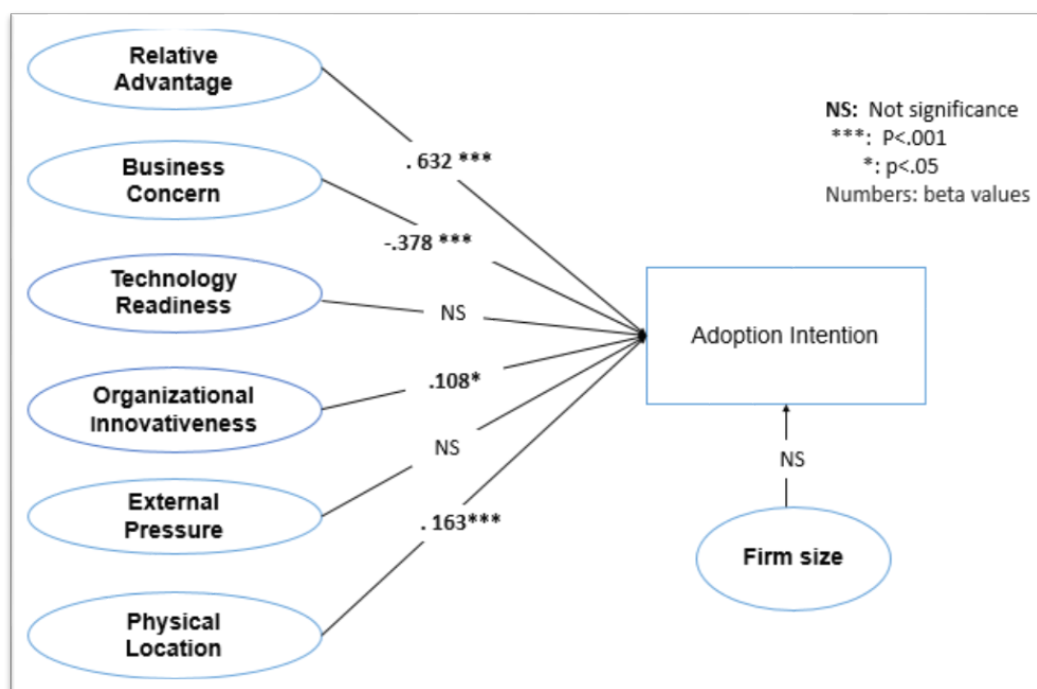 Relative
Advantage
Business
Concern
Technology
Readiness
Organizational
Innovativeness
External
Pressure
Physical
Location
. 632 ***
-.378 ***
NS
.108*
NS
. 163***
NS: Not significance
***: P<.001
*: p<.05
Numbers: beta values
Adoption Intention
NS
Firm size